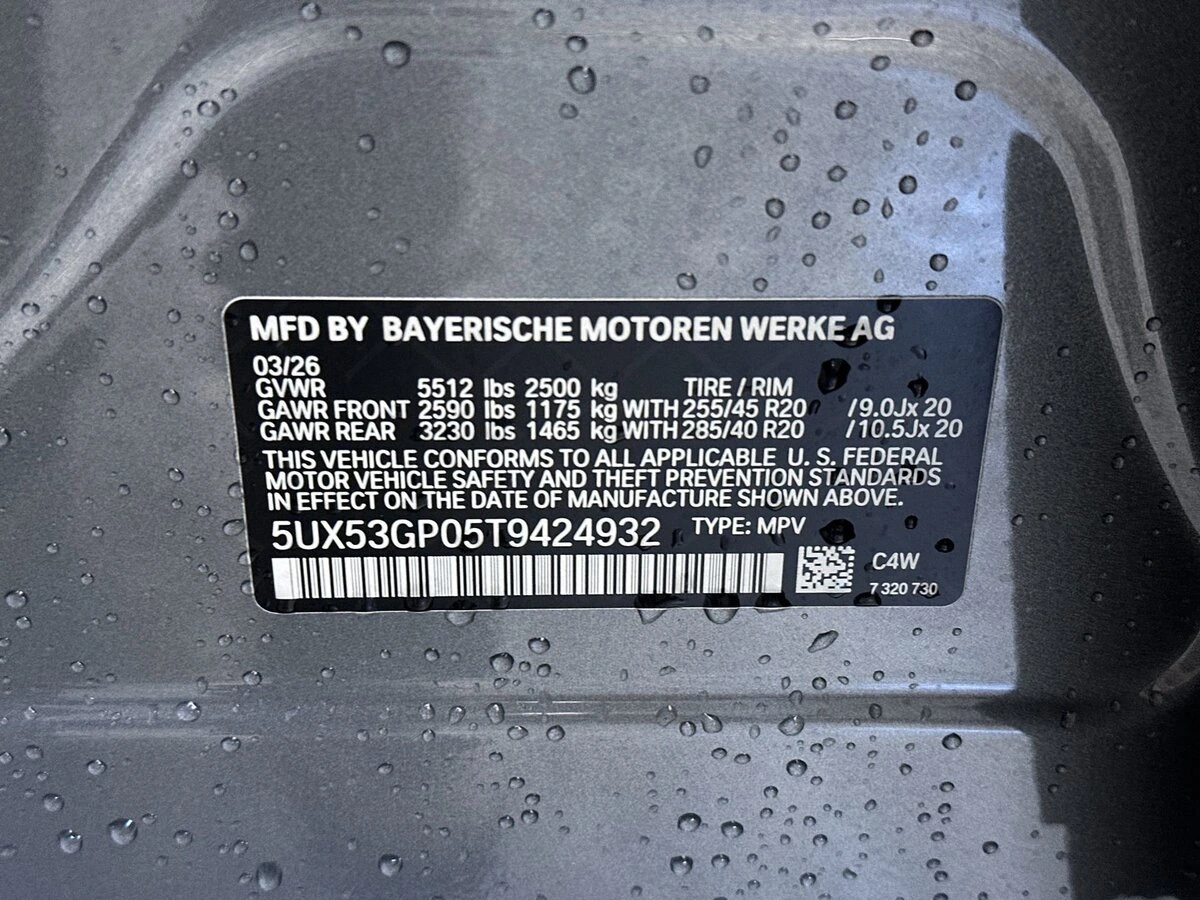 MFD BY BAYERISCHE MOTOREN WERKE AG
03/26
GVWR 5512 lbs 2500 kg TIRE / RIM
GAWR FRONT 2590 lbs 1175 kg WITH 255/45 R20 /9.0Jx 20
GAWR REAR 3230 lbs 1465 kg WITH 285/40 R20 /10.5Jx 20
THIS VEHICLE CONFORMS TO ALL APPLICABLE U. S. FEDERAL
MOTOR VEHICLE SAFETY AND THEFT PREVENTION STANDARDS
IN EFFECT ON THE DATE OF MANUFACTURE SHOWN ABOVE.
5UX53GP05T9424932 TYPE: MPV
C4W
7 320 730